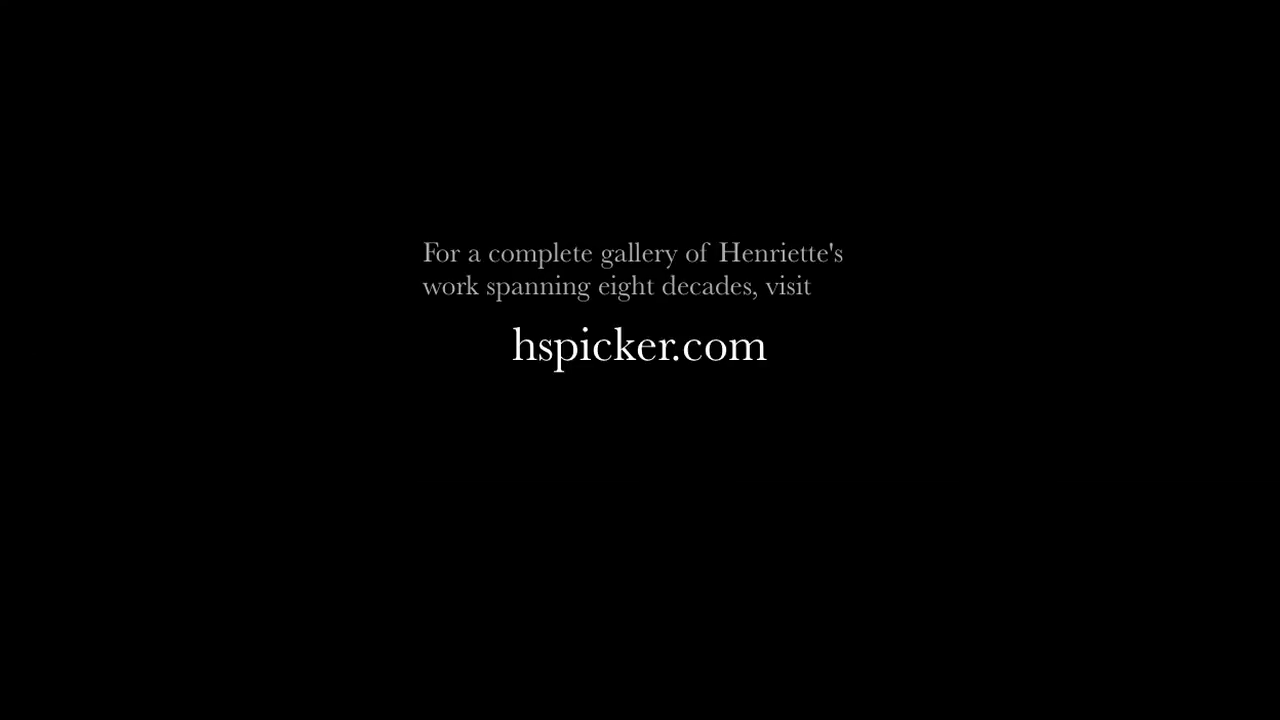 For a complete gallery of Henriette's
work spanning eight decades, visit
hspicker.com